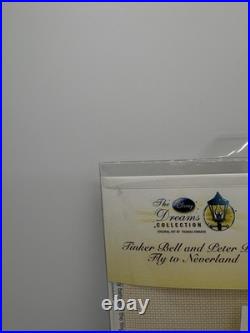 The Disney
Dreams
COLLECTION
ORIGINAL ART BY THOMAS KINKADE
Tinker Bell and Peter P
Fly to Neverland